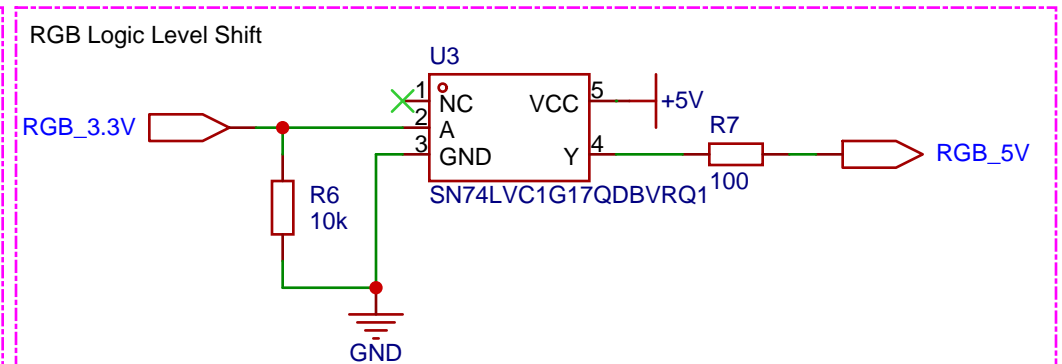 RGB Logic Level Shift
U3
1
NC
VCC
5
+5V
RGB_3.3V
2
A
R7
3
GND
Y
4
RGB_5V
R6
10k
SN74LVC1G17QDBVRQ1
100
GND